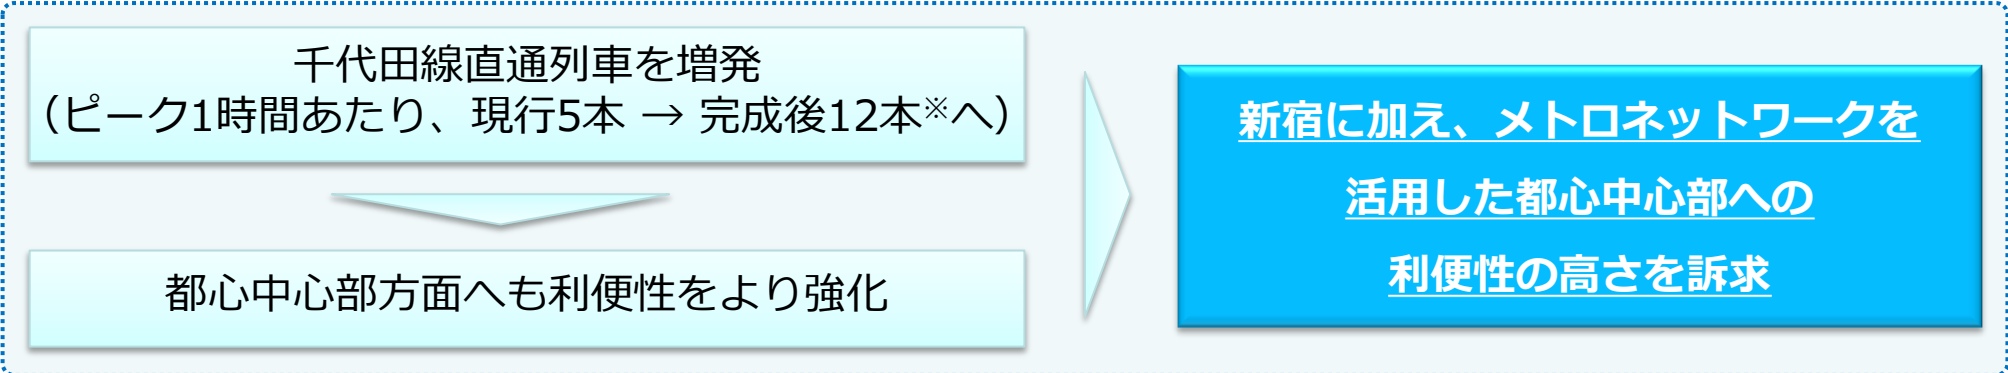 千代田線直通列車を増発
（ピーク1時間あたり、現行5本 → 完成後12本※へ）
都心中心部方面へも利便性をより強化
新宿に加え、メトロネットワークを
活用した都心中心部への
利便性の高さを訴求